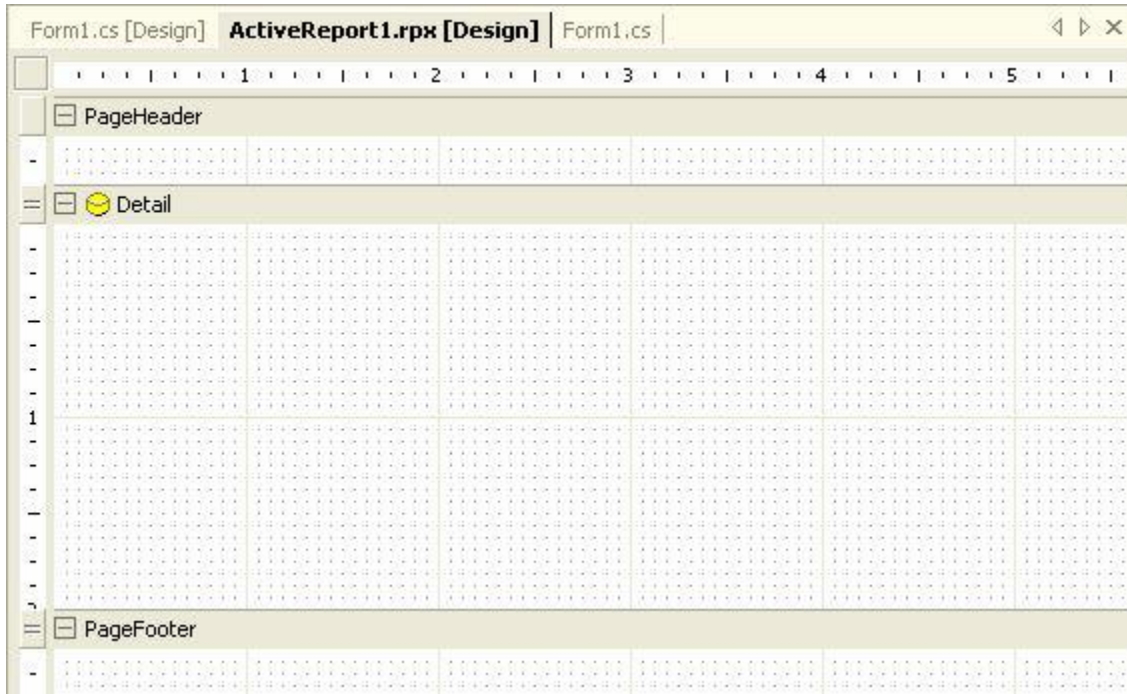 Form1.cs [Design] ActiveReport1.rpx [Design] Form1.cs
1 2 3 4 5
PageHeader
Detail
1
PageFooter